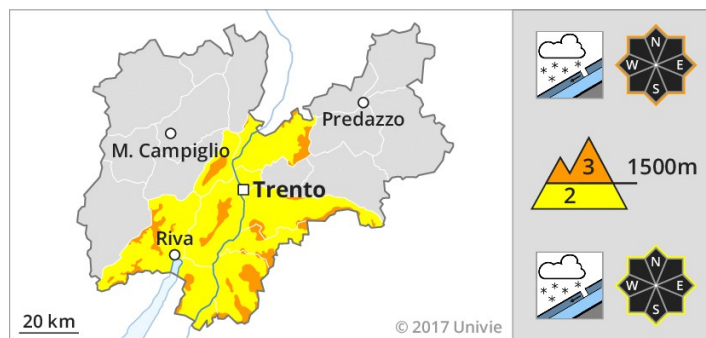 Predazzo
M. Campiglio
Trento
Riva
20 km
© 2017 Univie
N
W E
S
3 1500m
2
N
W E
S